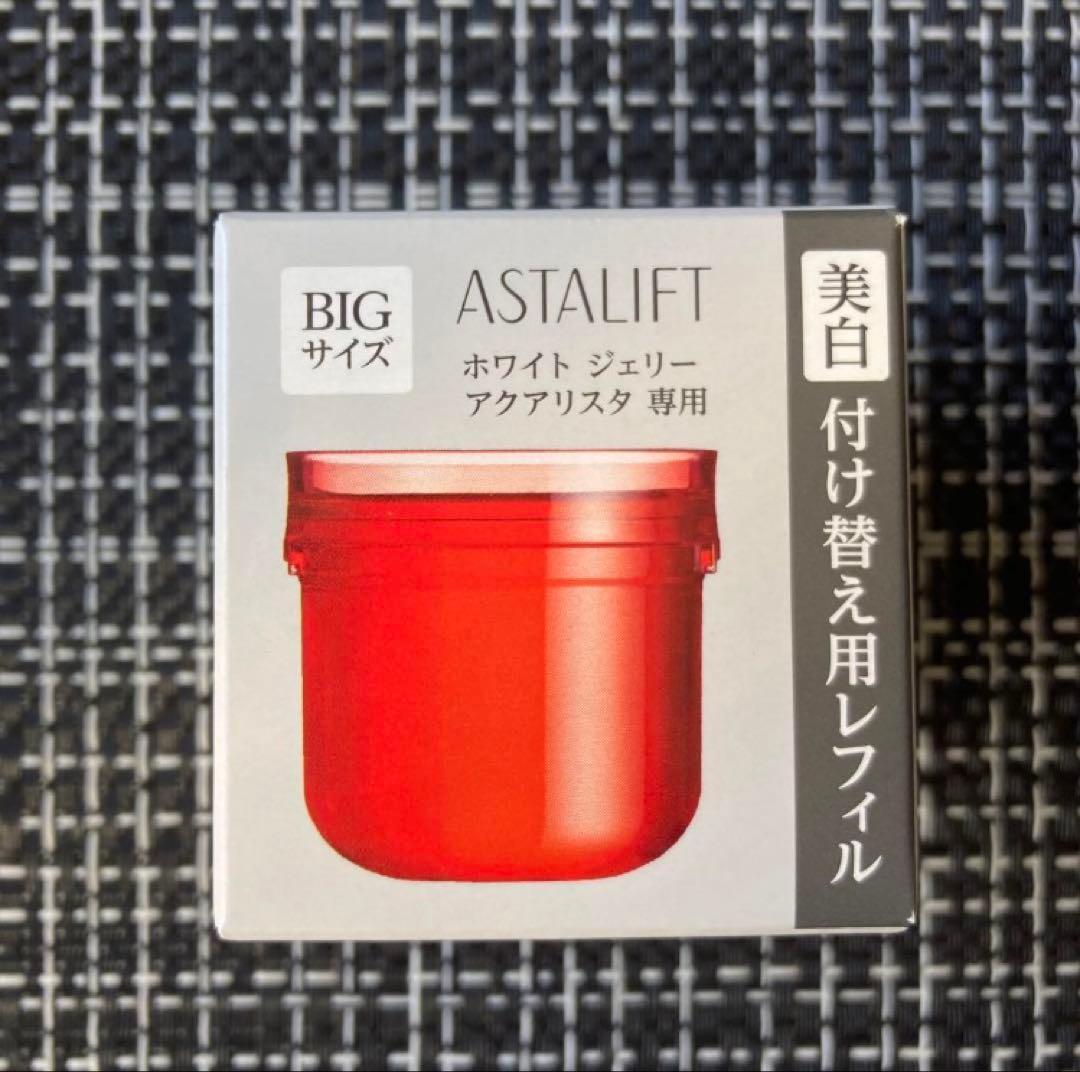 BIG
サイズ
ASTALIFT
ホワイト ジェリー
アクアリスタ 専用
美白
付け替え用レフィル